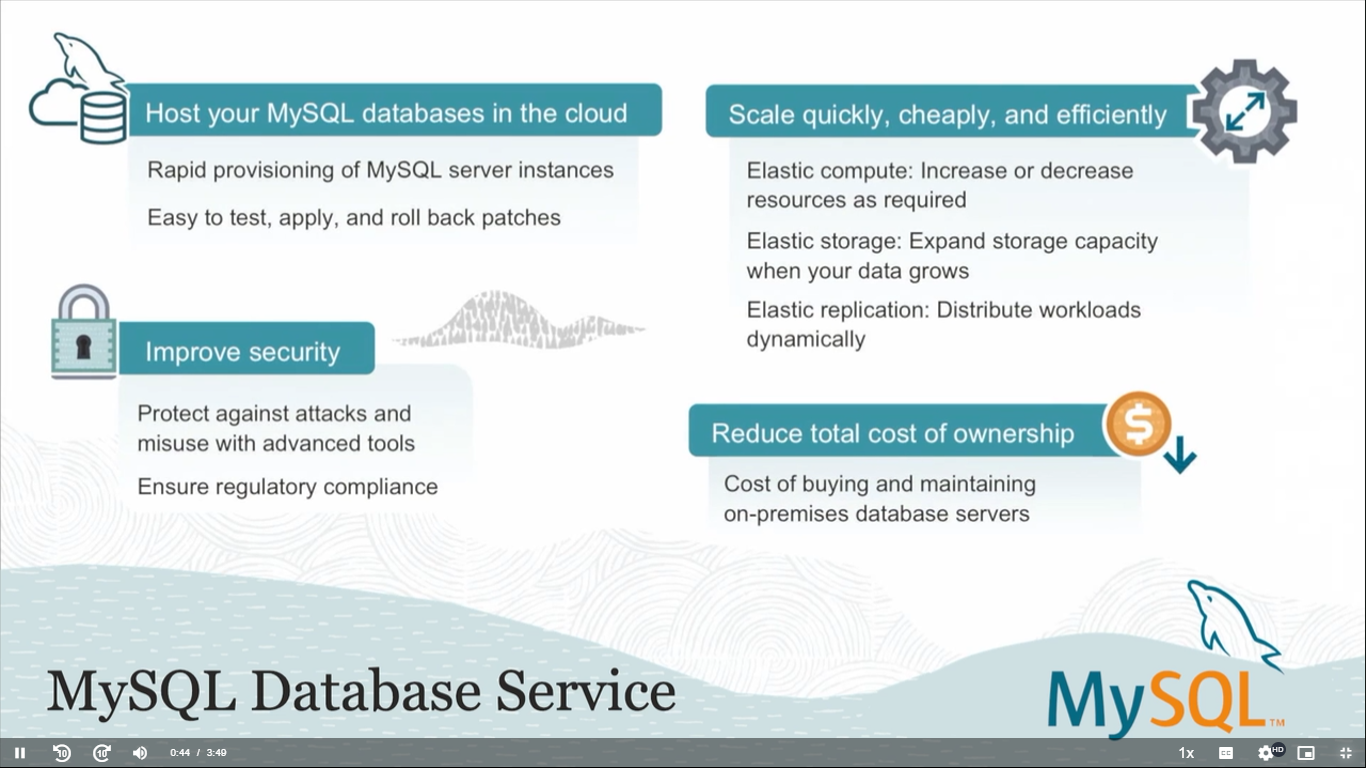 Host your MySQL databases in the cloud
Rapid provisioning of MySQL server instances
Easy to test, apply, and roll back patches
Improve security
Protect against attacks and
misuse with advanced tools
Ensure regulatory compliance
Scale quickly, cheaply, and efficiently
Elastic compute: Increase or decrease
resources as required
Elastic storage: Expand storage capacity
when your data grows
Elastic replication: Distribute workloads
dynamically
Reduce total cost of ownership
$
Cost of buying and maintaining
on-premises database servers
MySQL Database Service
MySQL™
10
10
0:44 / 3:49
1x
CC
HD